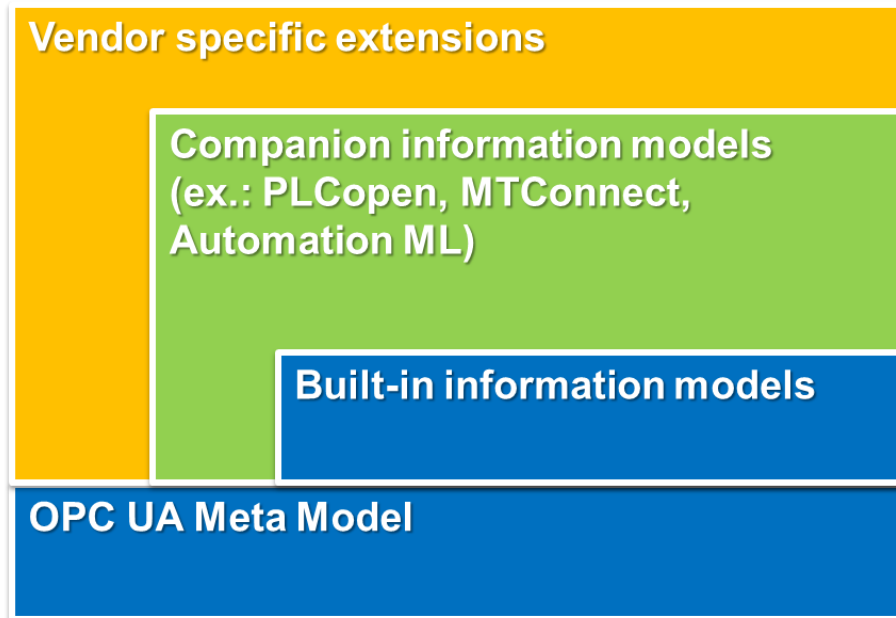 Vendor specific extensions
Companion information models
(ex.: PLCopen, MTConnect,
Automation ML)
Built-in information models
OPC UA Meta Model